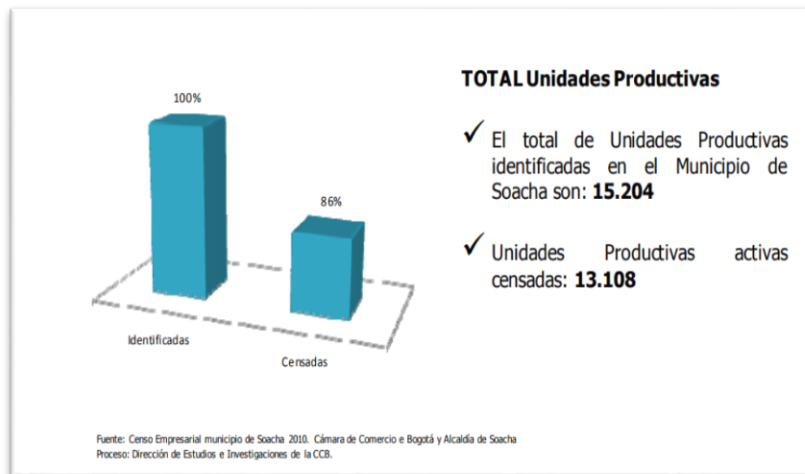 100%
86%
Identificadas
Censadas
TOTAL Unidades Productivas
✓ El total de Unidades Productivas
identificadas en el Municipio de
Soacha son: 15.204
✓ Unidades Productivas activas
censadas: 13.108
Fuente: Censo Empresarial municipio de Soacha 2010. Cámara de Comercio e Bogotá y Alcaldía de Soacha
Proceso: Dirección de Estudios e Investigaciones de la CCB.